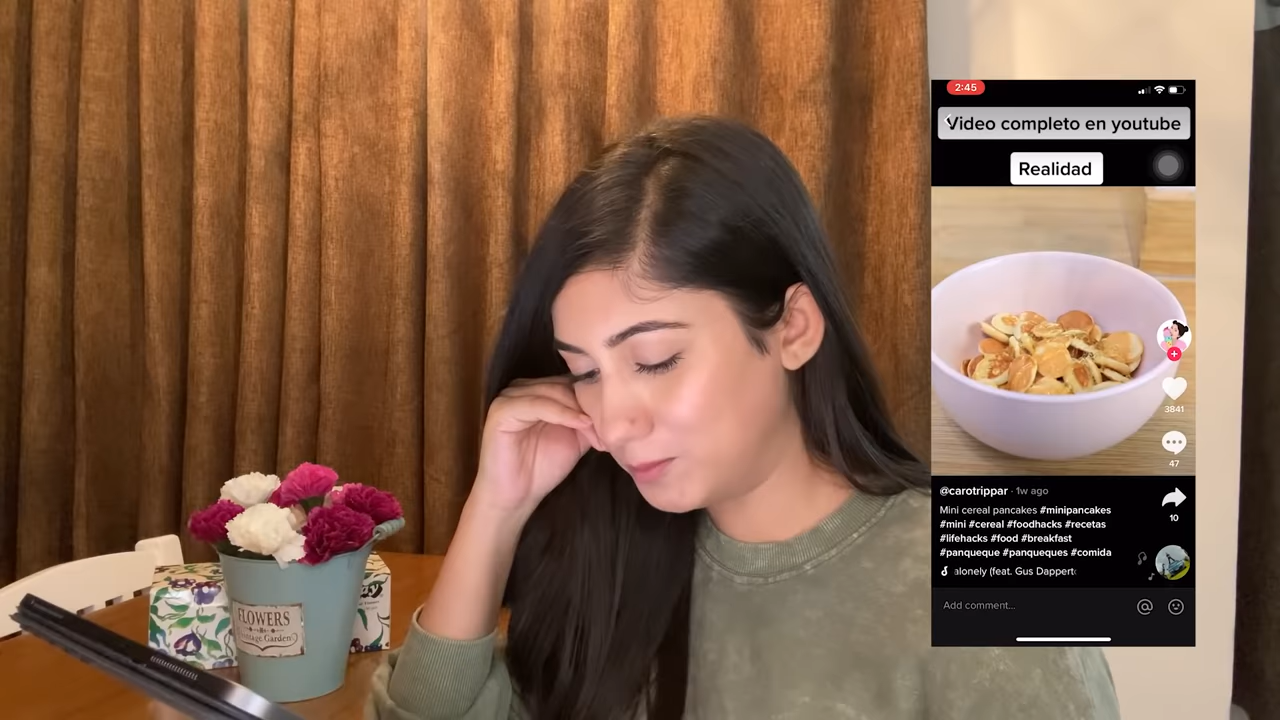 FLOWERS
Vintage Garden
2:45
Video completo en youtube
Realidad
3841
47
@carotrippar · 1w ago
10
Mini cereal pancakes #minipancakes
#mini #cereal #foodhacks #recetas
#lifehacks #food #breakfast
#panqueque #panqueques #comida
alonely (feat. Gus Dappert
Add comment...